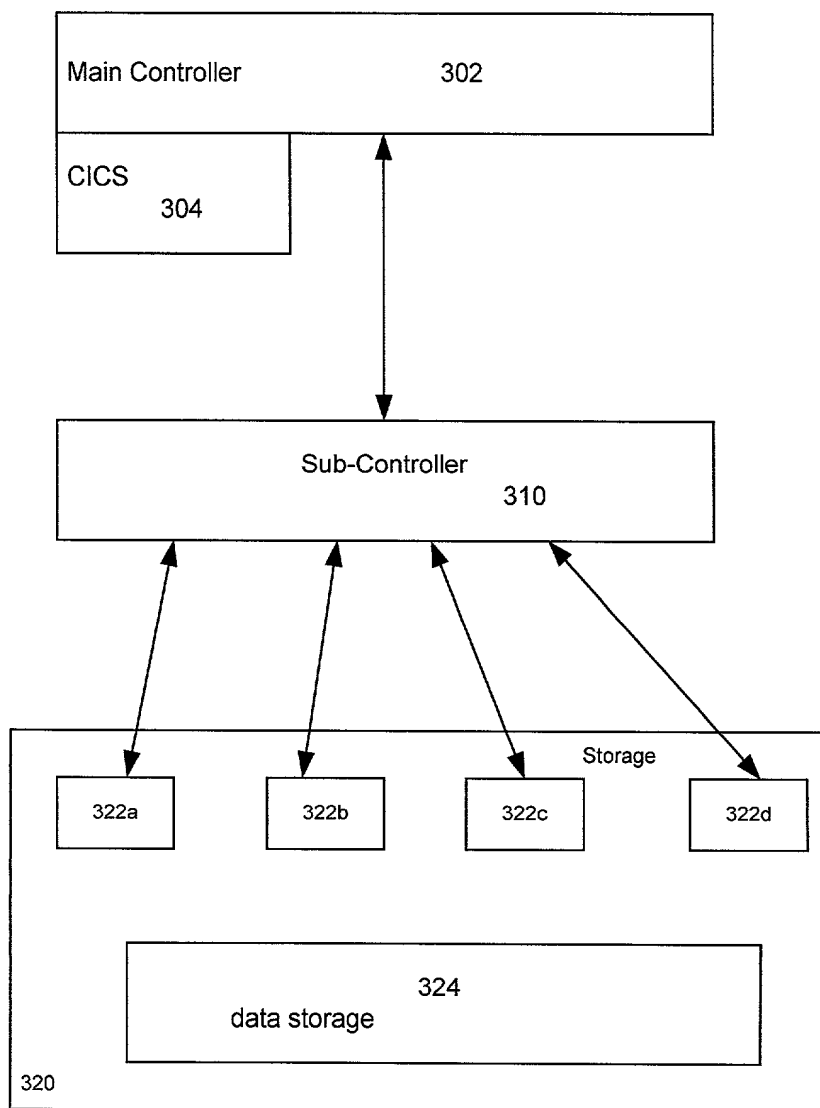 Main Controller 302
CICS
304
Sub-Controller
310
Storage
322a 322b 322c 322d
324
data storage
320